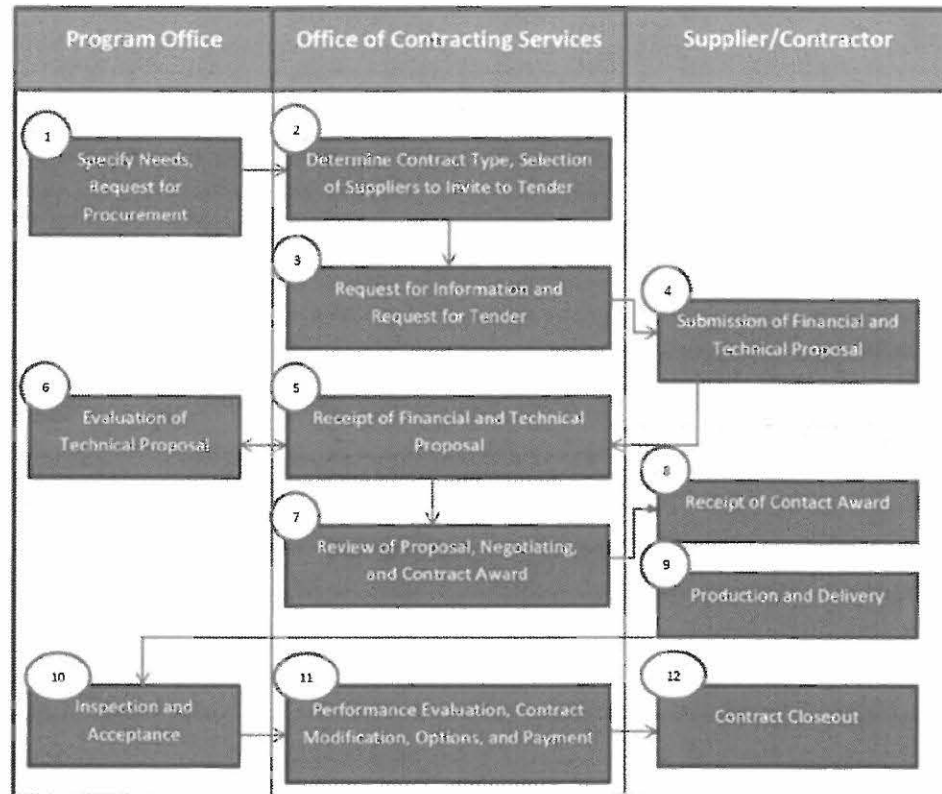 Program Office
Office of Contracting Services
Supplier/Contractor
1
Specify Needs,
Request for
Procurement
2
Determine Contract Type, Selection
of Suppliers to Invite to Tender
3
Request for Information and
Request for Tender
4
Submission of Financial and
Technical Proposal
6
Evaluation of
Technical Proposal
5
Receipt of Financial and Technical
Proposal
7
Review of Proposal, Negotiating,
and Contract Award
8
Receipt of Contact Award
9
Production and Delivery
10
Inspection and
Acceptance
11
Performance Evaluation, Contract
Modification, Options, and Payment
12
Contract Closeout